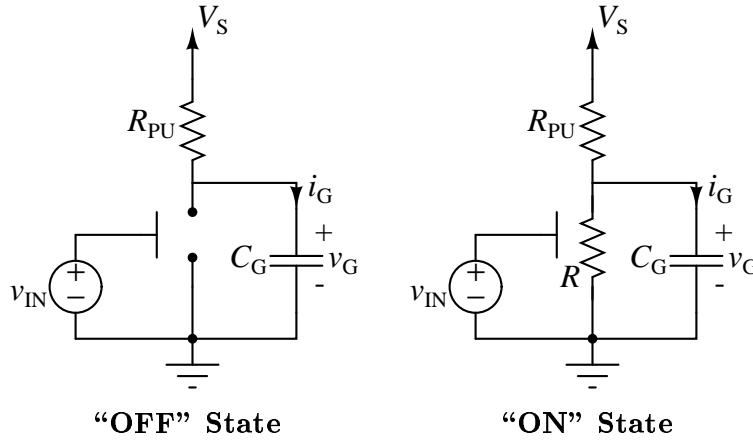 V_S V_S
R_PU R_PU
i_G i_G
+ +
v_IN + − C_G v_G v_IN + − R C_G v_G
- -
“OFF” State “ON” State